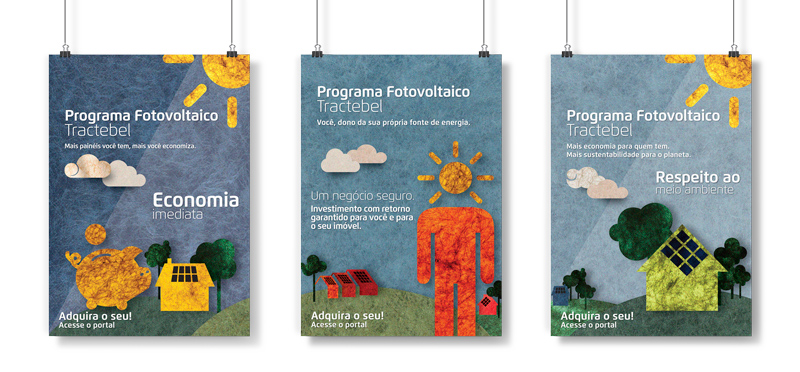 Programa Fotovoltaico
Tractebel
Mais painéis você tem, mais você economiza.
Economia
imediata
Adquira o seu!
Acesse o portal
Programa Fotovoltaico
Tractebel
Você, dono da sua própria fonte de energia.
Um negócio seguro.
Investimento com retorno
garantido para você e para
o seu imóvel.
Adquira o seu!
Acesse o portal
Programa Fotovoltaico
Tractebel
Mais economia para quem tem.
Mais sustentabilidade para o planeta.
Respeito ao
meio ambiente
Adquira o seu!
Acesse o portal